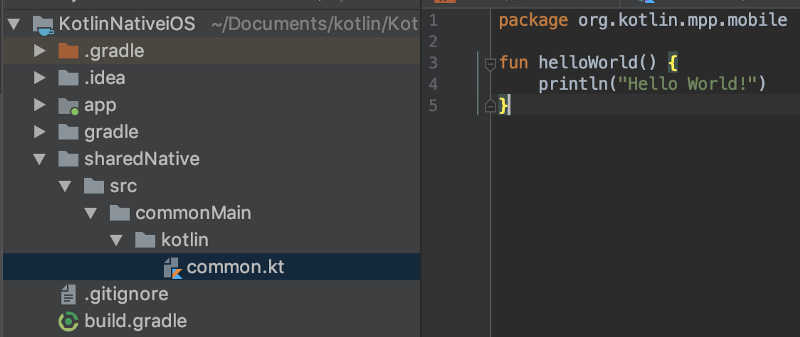 KotlinNativeiOS ~/Documents/kotlin/Kot
.gradle
.idea
app
gradle
sharedNative
src
commonMain
kotlin
common.kt
.gitignore
build.gradle
1 package org.kotlin.mpp.mobile
2
3 fun helloWorld() {
4 println("Hello World!")
5 }